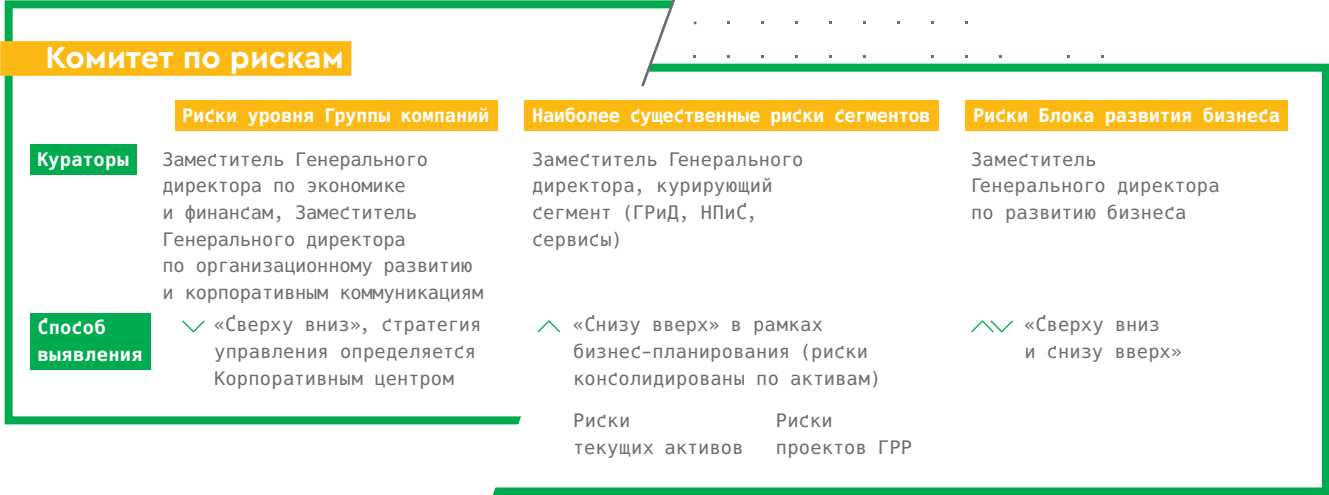 Комитет по рискам
Риски уровня Группы компаний
Наиболее существенные риски сегментов
Риски Блока развития бизнеса
Кураторы
Заместитель Генерального
директора по экономике
и финансам, Заместитель
Генерального директора
по организационному развитию
и корпоративным коммуникациям
Заместитель Генерального
директора, курирующий
сегмент (ГРиД, НПиС,
сервисы)
Заместитель
Генерального директора
по развитию бизнеса
Способ
выявления
«Сверху вниз», стратегия
управления определяется
Корпоративным центром
«Снизу вверх» в рамках
бизнес-планирования (риски
консолидированы по активам)
Риски
текущих активов
Риски
проектов ГРР
«Сверху вниз
и снизу вверх»